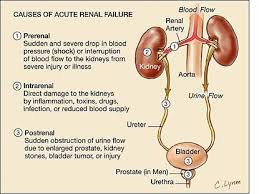 CAUSES OF ACUTE RENAL FAILURE
1 Prerenal
Sudden and severe drop in blood
pressure (shock) or interruption
of blood flow to the kidneys from
severe injury or illness
2 Intrarenal
Direct damage to the kidneys
by inflammation, toxins, drugs,
infection, or reduced blood supply
3 Postrenal
Sudden obstruction of urine flow
due to enlarged prostate, kidney
stones, bladder tumor, or injury
Blood Flow
Renal
Artery
1
2
Kidney
Aorta
Urine Flow
Ureter
3
Bladder
3
Prostate (in Men)
Urethra
C. Lynm